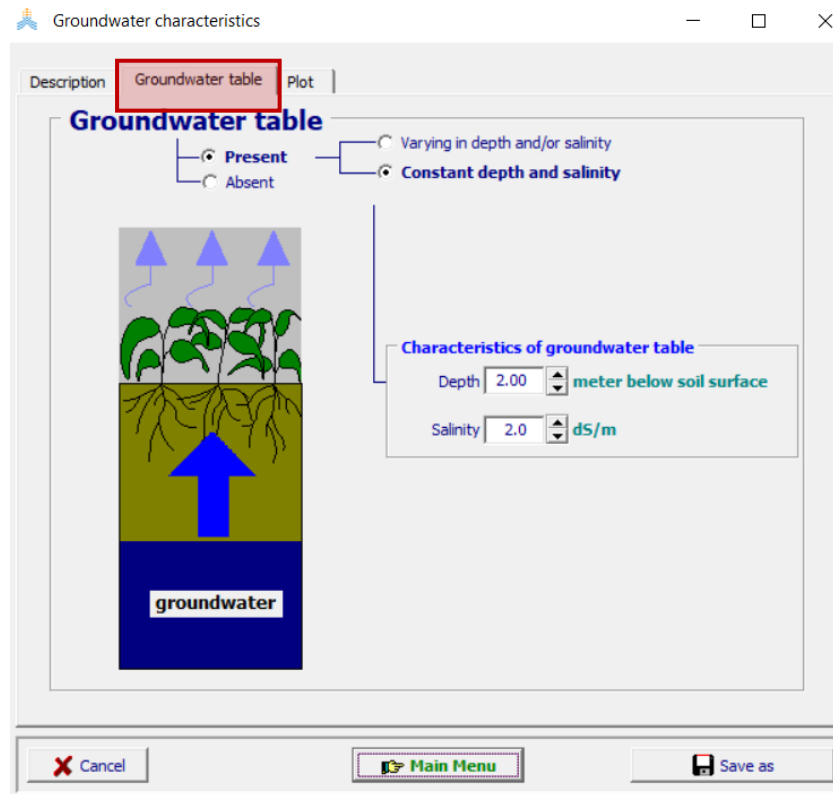 Groundwater characteristics
Description Groundwater table Plot
Groundwater table
Present
Absent
Varying in depth and/or salinity
Constant depth and salinity
Characteristics of groundwater table
Depth 2.00 meter below soil surface
Salinity 2.0 dS/m
groundwater
Cancel Main Menu Save as